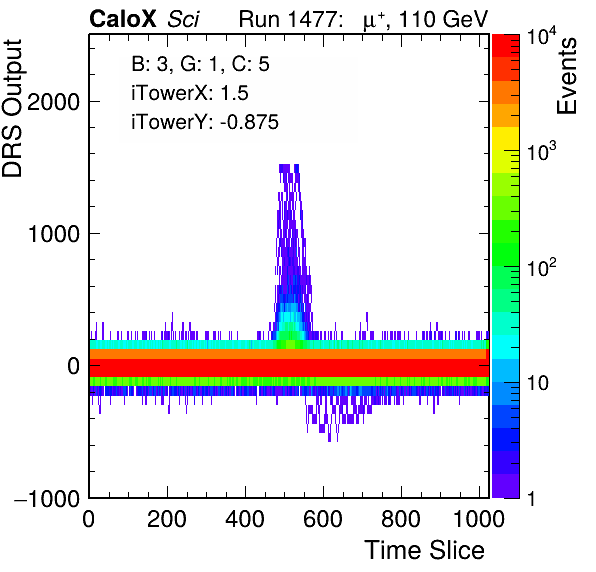 CaloX Sci Run 1477: μ⁺, 110 GeV
B: 3, G: 1, C: 5
iTowerX: 1.5
iTowerY: -0.875
DRS Output
2000
1000
0
−1000
0 200 400 600 800 1000
Time Slice
Events
10⁴
10³
10²
10
1